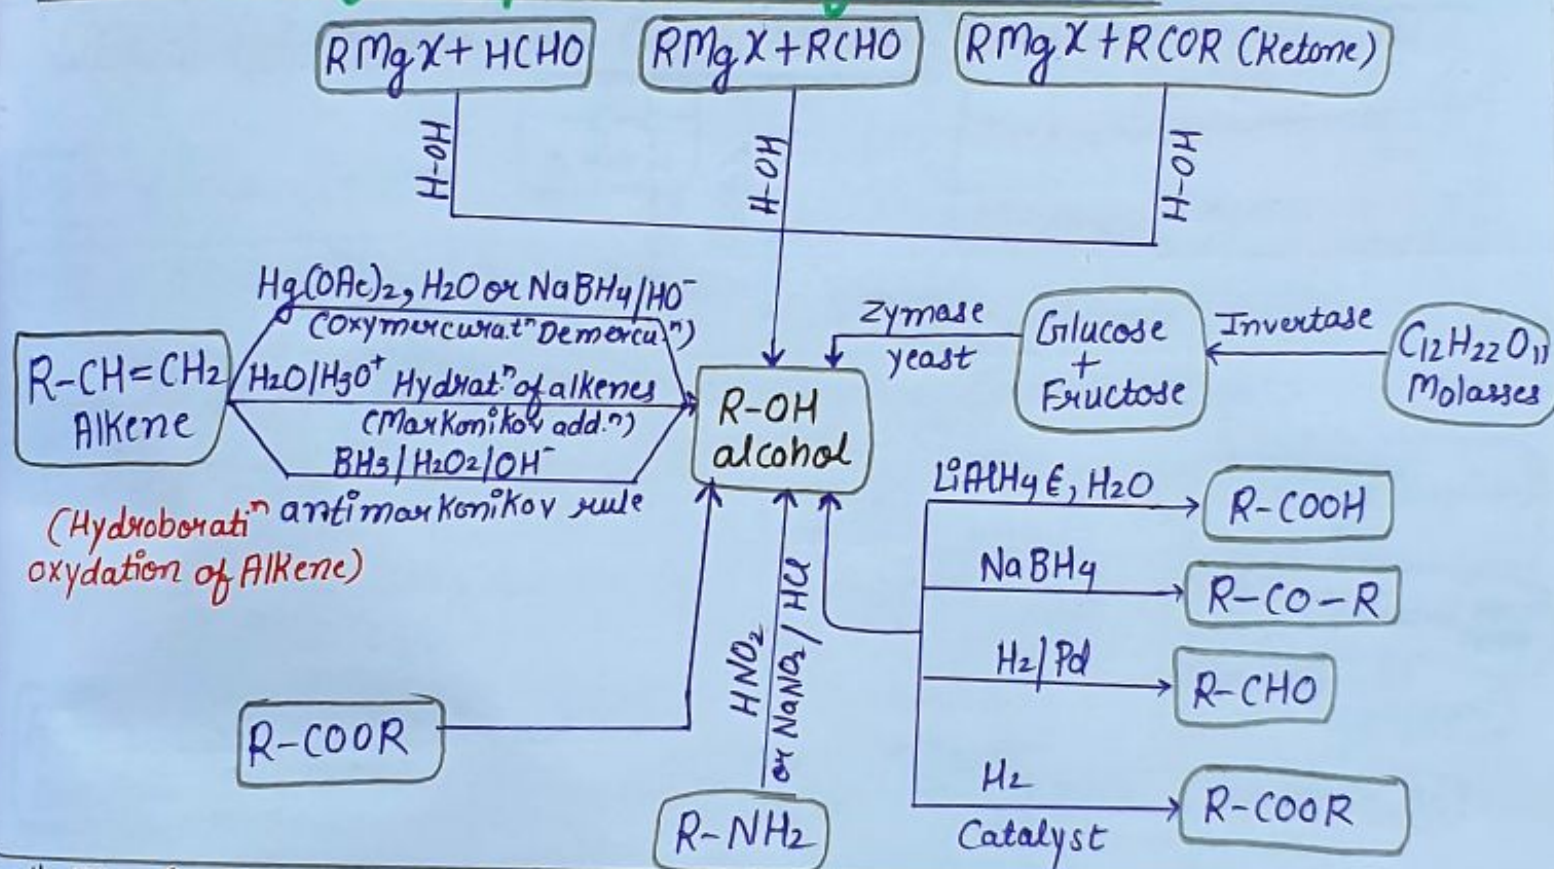 RMgX+HCHO
RMgX+RCHO
RMgX+RCOR (Ketone)
H-OH
H-OH
H-OH
Hg(OAc)2, H2O or NaBH4/HO⁻
(Oxymercuratⁿ Demercuⁿ)
R-CH=CH2
Alkene
H2O/H3O⁺ Hydratⁿ of alkenes
(Markonikov add.ⁿ)
BH3/H2O2/OH⁻
antimarkonikov rule
(Hydroboratiⁿ
oxydation of Alkene)
R-OH
alcohol
Zymase
yeast
Glucose
+
Fructose
Invertase
C12H22O11
Molasses
LiAlH4 E, H2O
R-COOH
NaBH4
R-CO-R
H2/Pd
R-CHO
H2
Catalyst
R-COOR
R-COOR
HNO2
or NaNO2/HCl
R-NH2